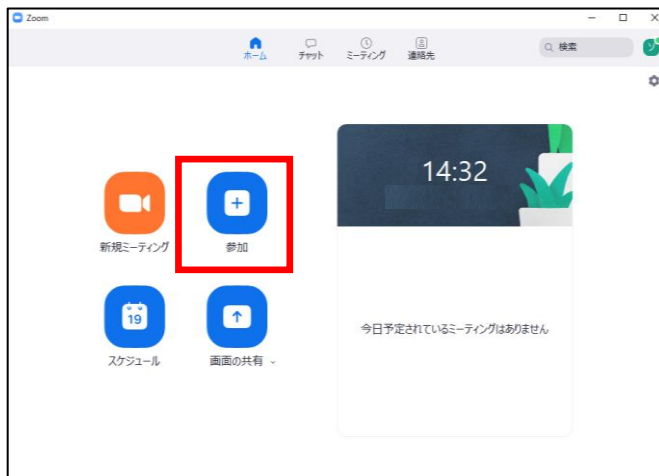 Zoom
ホーム
チャット
ミーティング
連絡先
検索
ソ
14:32
新規ミーティング
参加
19
スケジュール
画面の共有
今日予定されているミーティングはありません